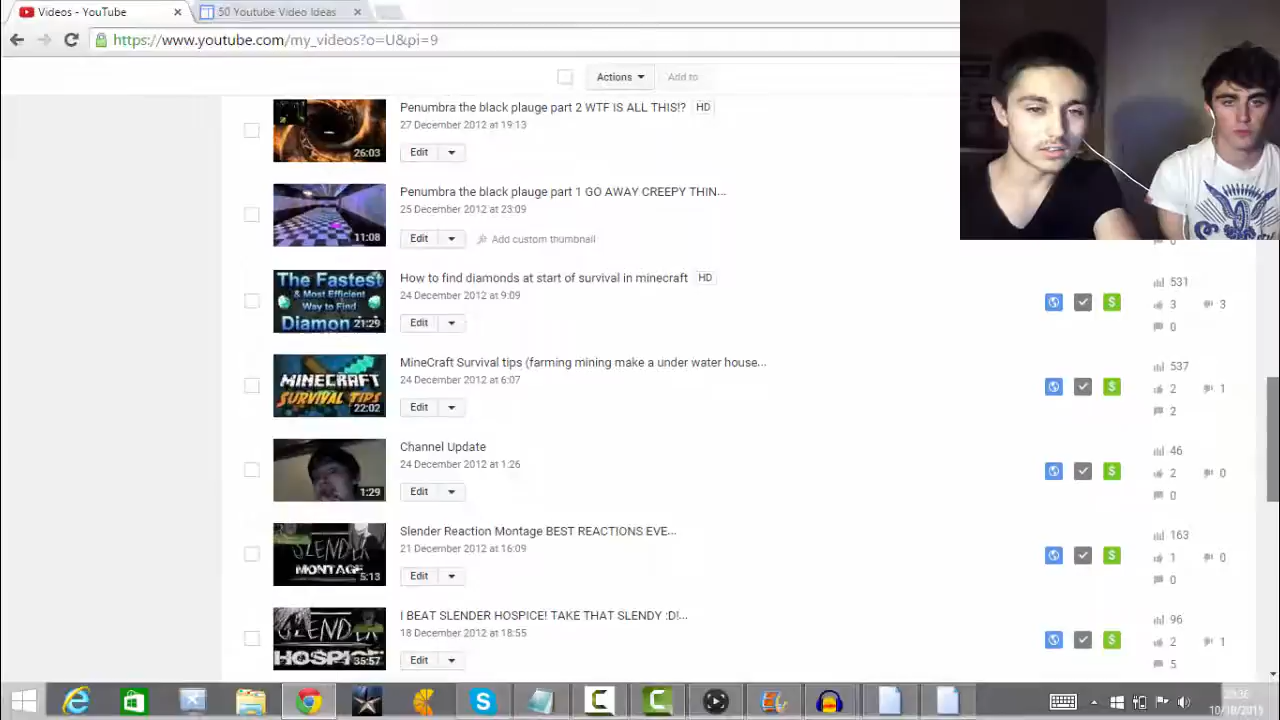 Videos - YouTube
50 Youtube Video Ideas
https://www.youtube.com/my_videos?o=U&pi=9
Actions
Add to
Penumbra the black plauge part 2 WTF IS ALL THIS!?
HD
27 December 2012 at 19:13
26:03
Edit
Penumbra the black plauge part 1 GO AWAY CREEPY THIN...
25 December 2012 at 23:09
11:08
Edit
Add custom thumbnail
The Fastest
& Most Efficient
Way to Find
Diamon
21:29
How to find diamonds at start of survival in minecraft
HD
24 December 2012 at 9:09
Edit
531
3
3
0
MINECRAFT
SURVIVAL TIPS
22:02
MineCraft Survival tips (farming mining make a under water house...
24 December 2012 at 6:07
Edit
537
2
1
2
Channel Update
24 December 2012 at 1:26
1:29
Edit
46
2
0
0
SLENDER
MONTAGE
5:13
Slender Reaction Montage BEST REACTIONS EVE...
21 December 2012 at 16:09
Edit
163
1
0
0
SLENDER
HOSPICE
35:57
I BEAT SLENDER HOSPICE! TAKE THAT SLENDY :D!...
18 December 2012 at 18:55
Edit
96
2
1
5
10/10/2015